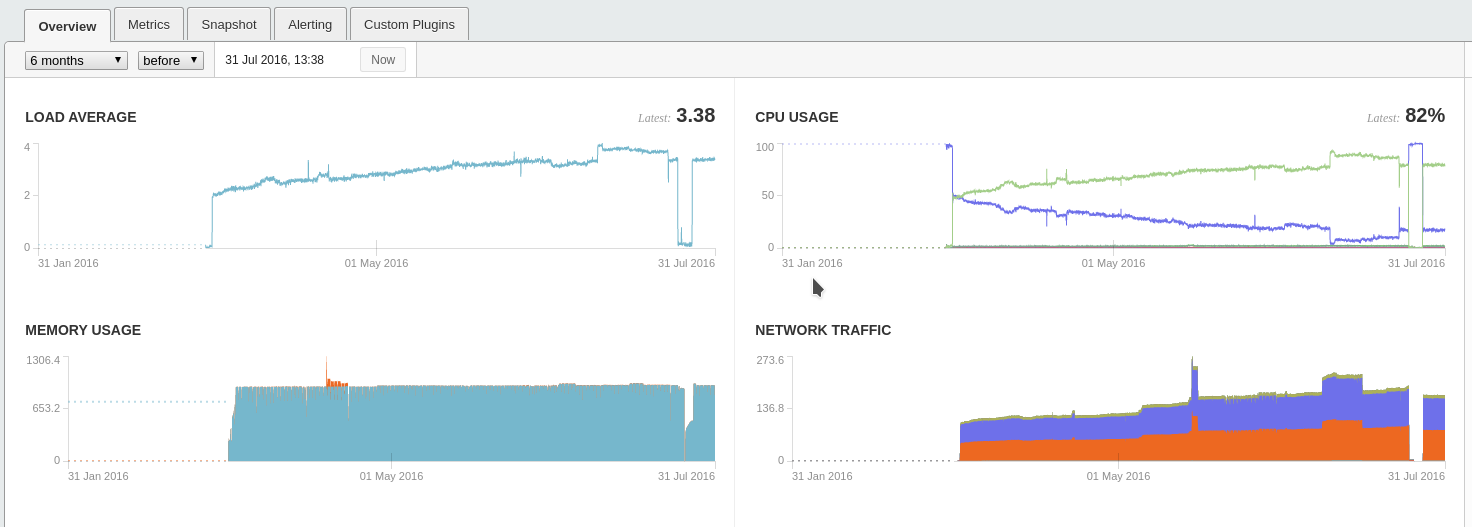 Overview Metrics Snapshot Alerting Custom Plugins
6 months before 31 Jul 2016, 13:38 Now
LOAD AVERAGE Latest: 3.38
4
2
0
31 Jan 2016 01 May 2016 31 Jul 2016
CPU USAGE Latest: 82%
100
50
0
31 Jan 2016 01 May 2016 31 Jul 2016
MEMORY USAGE
1306.4
653.2
0
31 Jan 2016 01 May 2016 31 Jul 2016
NETWORK TRAFFIC
273.6
136.8
0
31 Jan 2016 01 May 2016 31 Jul 2016